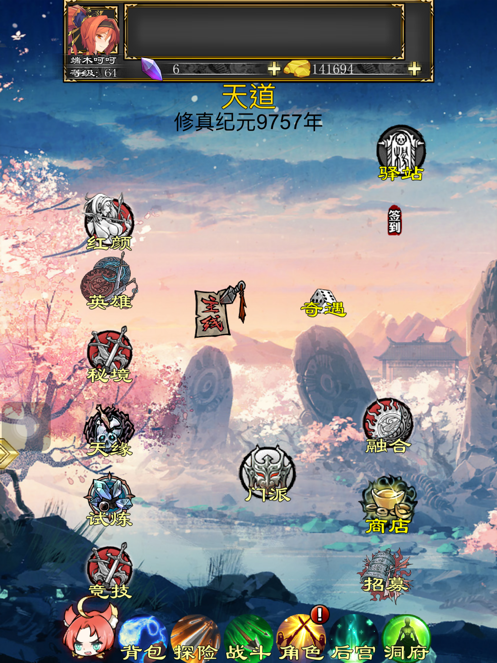 端木呵呵
等级：64
6
141694
天道
修真纪元9757年
驿站
签到
红颜
英雄
主线
奇遇
秘境
天缘
融合
门派
试炼
商店
竞技
招募
背包 探险 战斗 角色 后宫 洞府